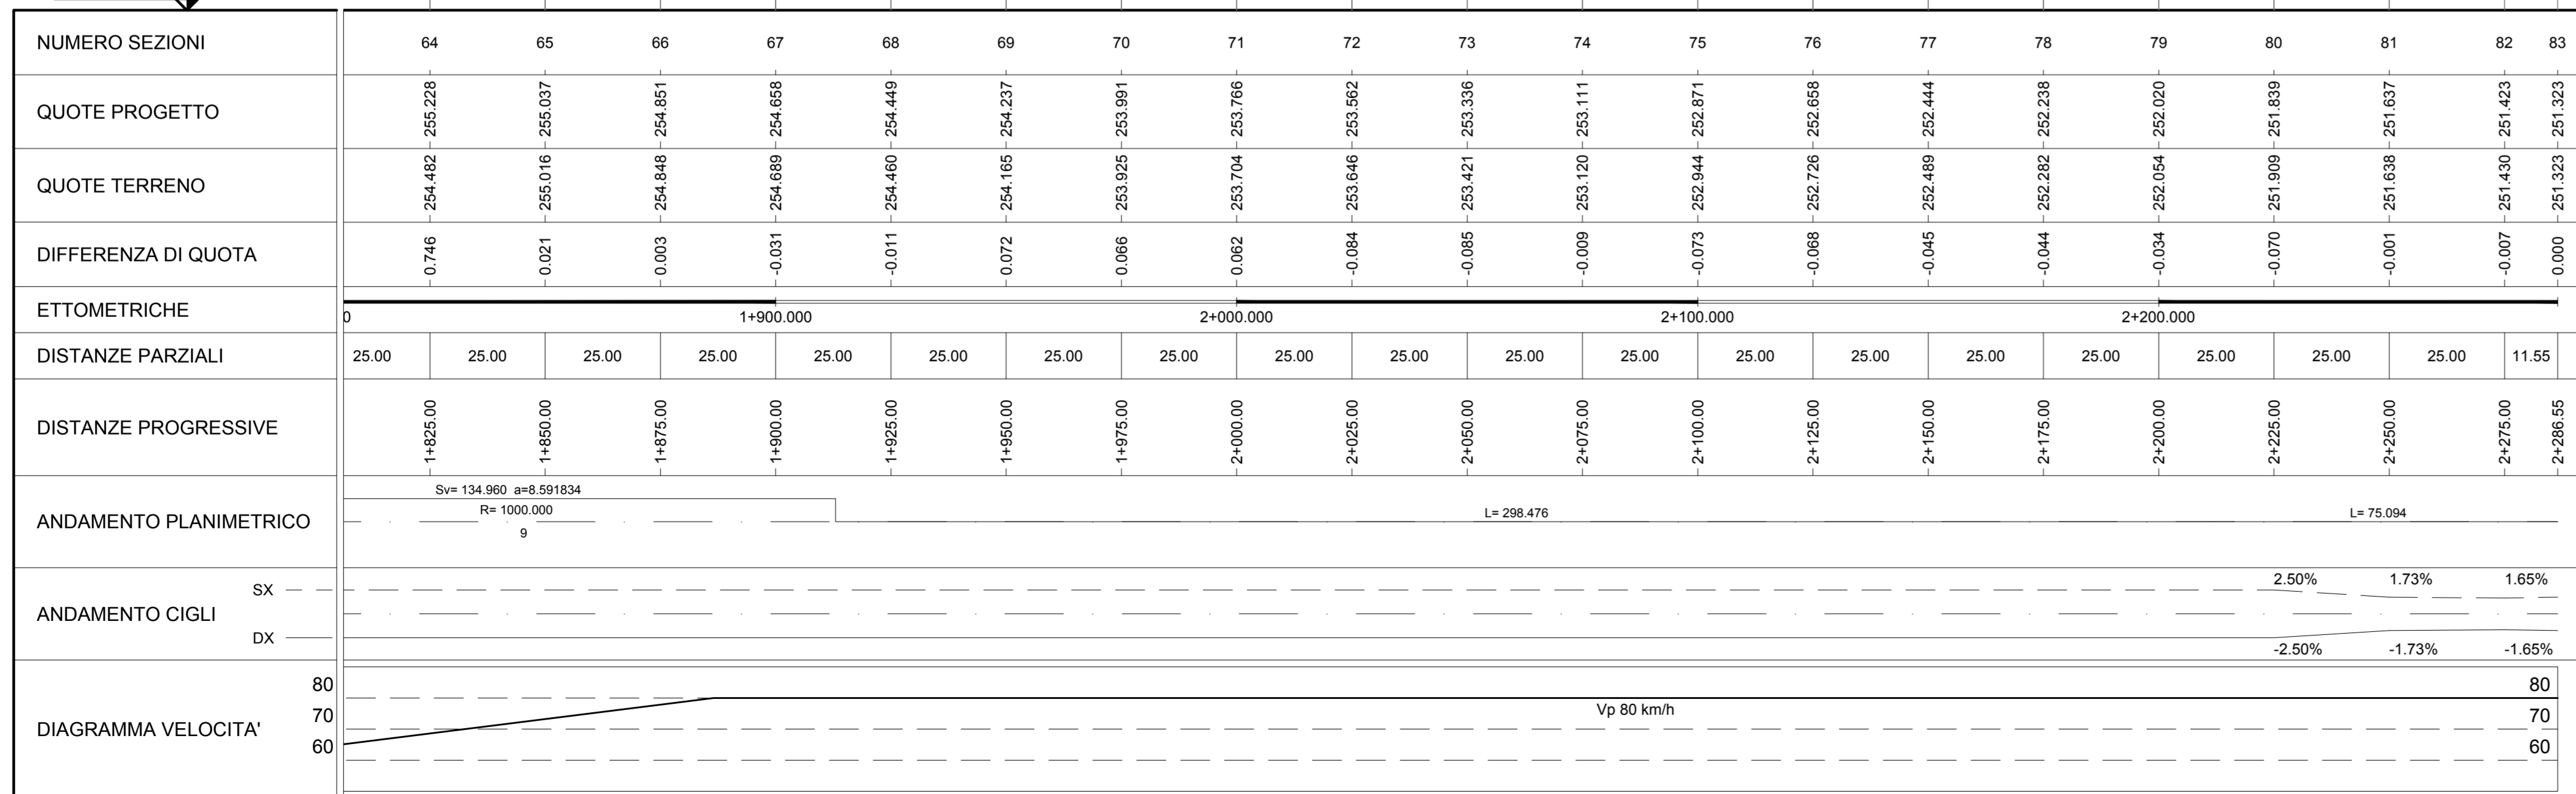 NUMERO SEZIONI 64 65 66 67 68 69 70 71 72 73 74 75 76 77 78 79 80 81 82 83
QUOTE PROGETTO 255.228 255.037 254.851 254.658 254.449 254.237 253.991 253.766 253.562 253.336 253.111 252.871 252.658 252.444 252.238 252.020 251.839 251.637 251.423 251.323
QUOTE TERRENO 254.482 255.016 254.848 254.689 254.460 254.165 253.925 253.704 253.646 253.421 253.120 252.944 252.726 252.489 252.282 252.054 251.909 251.638 251.430 251.323
DIFFERENZA DI QUOTA 0.746 0.021 0.003 -0.031 -0.011 0.072 0.066 0.062 -0.084 -0.085 -0.009 -0.073 -0.068 -0.045 -0.044 -0.034 -0.070 -0.001 -0.007 0.000
ETTOMETRICHE 0 1+900.000 2+000.000 2+100.000 2+200.000
DISTANZE PARZIALI 25.00 25.00 25.00 25.00 25.00 25.00 25.00 25.00 25.00 25.00 25.00 25.00 25.00 25.00 25.00 25.00 25.00 25.00 25.00 11.55
DISTANZE PROGRESSIVE 1+825.00 1+850.00 1+875.00 1+900.00 1+925.00 1+950.00 1+975.00 2+000.00 2+025.00 2+050.00 2+075.00 2+100.00 2+125.00 2+150.00 2+175.00 2+200.00 2+225.00 2+250.00 2+275.00 2+286.55
Sv= 134.960 a=8.591834
R= 1000.000
ANDAMENTO PLANIMETRICO L= 298.476 L= 75.094
9
SX 2.50% 1.73% 1.65%
ANDAMENTO CIGLI
DX -2.50% -1.73% -1.65%
80 80
Vp 80 km/h
70 70
DIAGRAMMA VELOCITA'
60 60